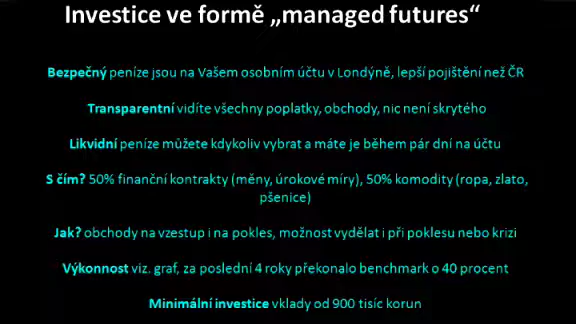 Investice ve formě „managed futures“
Bezpečný peníze jsou na Vašem osobním účtu v Londýně, lepší pojištění než ČR
Transparentní vidíte všechny poplatky, obchody, nic není skrytého
Likvidní peníze můžete kdykoliv vybrat a máte je během pár dní na účtu
S čím? 50% finanční kontrakty (měny, úrokové míry), 50% komodity (ropa, zlato,
pšenice)
Jak? obchody na vzestup i na pokles, možnost vydělat i při poklesu nebo krizi
Výkonnost viz. graf, za poslední 4 roky překonalo benchmark o 40 procent
Minimální investice vklady od 900 tisíc korun